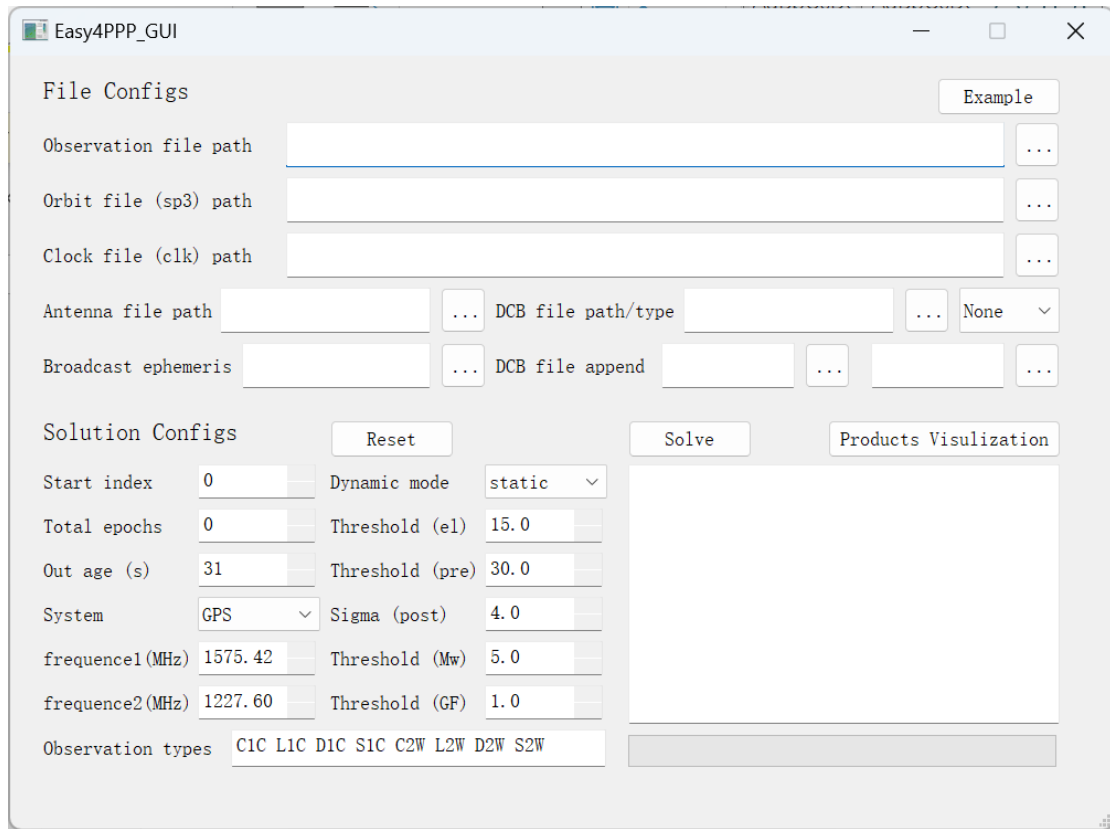 Easy4PPP_GUI
File Configs
Example
Observation file path
...
Orbit file (sp3) path
...
Clock file (clk) path
...
Antenna file path ... DCB file path/type ... None
Broadcast ephemeris ... DCB file append ... ...
Solution Configs Reset Solve Products Visulization
Start index 0 Dynamic mode static
Total epochs 0 Threshold (el) 15.0
Out age (s) 31 Threshold (pre) 30.0
System GPS Sigma (post) 4.0
frequence1(MHz) 1575.42 Threshold (Mw) 5.0
frequence2(MHz) 1227.60 Threshold (GF) 1.0
Observation types C1C L1C D1C S1C C2W L2W D2W S2W